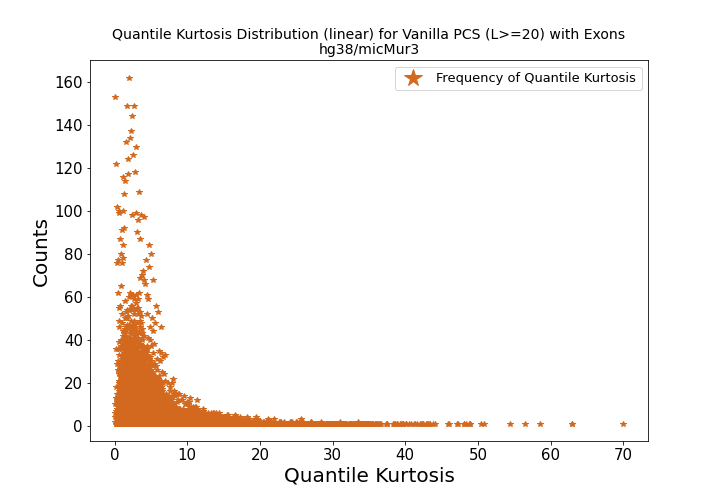 Quantile Kurtosis Distribution (linear) for Vanilla PCS (L>=20) with Exons
hg38/micMur3
Frequency of Quantile Kurtosis
Counts
160
140
120
100
80
60
40
20
0
0 10 20 30 40 50 60 70
Quantile Kurtosis